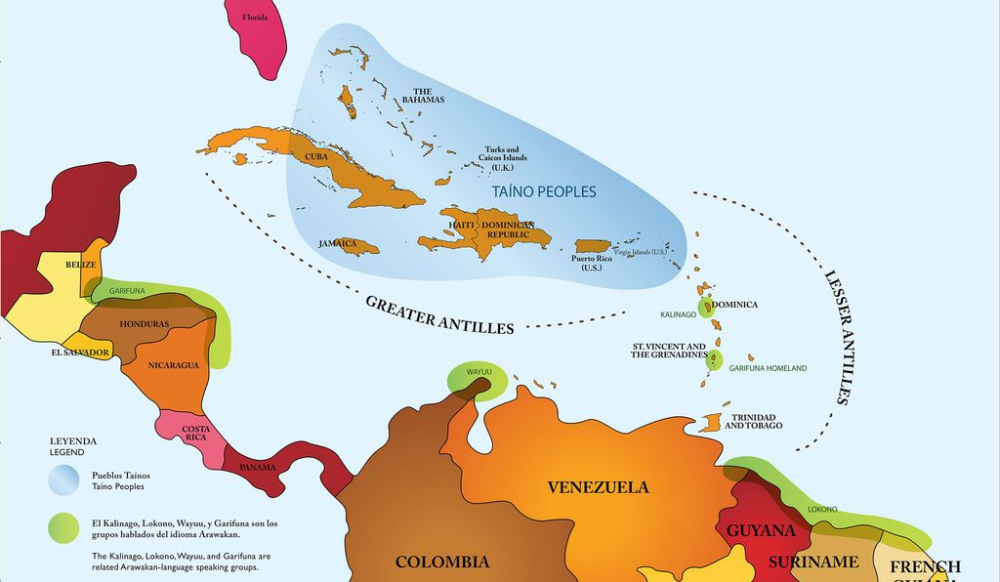 Florida
THE
BAHAMAS
Turks and
Caicos Islands
(U.K.)
CUBA
TAÍNO PEOPLES
HAITI
DOMINICAN
REPUBLIC
JAMAICA
Puerto Rico
(U.S.)
Virgin Islands (U.S.)
BELIZE
GARIFUNA
HONDURAS
EL SALVADOR
NICARAGUA
GREATER ANTILLES
LESSER ANTILLES
DOMINICA
KALINAGO
ST. VINCENT AND
THE GRENADINES
GARIFUNA HOMELAND
WAYUU
TRINIDAD
AND TOBAGO
COSTA
RICA
PANAMA
VENEZUELA
COLOMBIA
LOKONO
GUYANA
SURINAME
FRENCH
GUIANA
LEYENDA
LEGEND
Pueblos Taínos
Taíno Peoples
El Kalinago, Lokono, Wayuu, y Garifuna son los
grupos hablados del idioma Arawakan.
The Kalinago, Lokono, Wayuu, and Garifuna are
related Arawakan-language speaking groups.